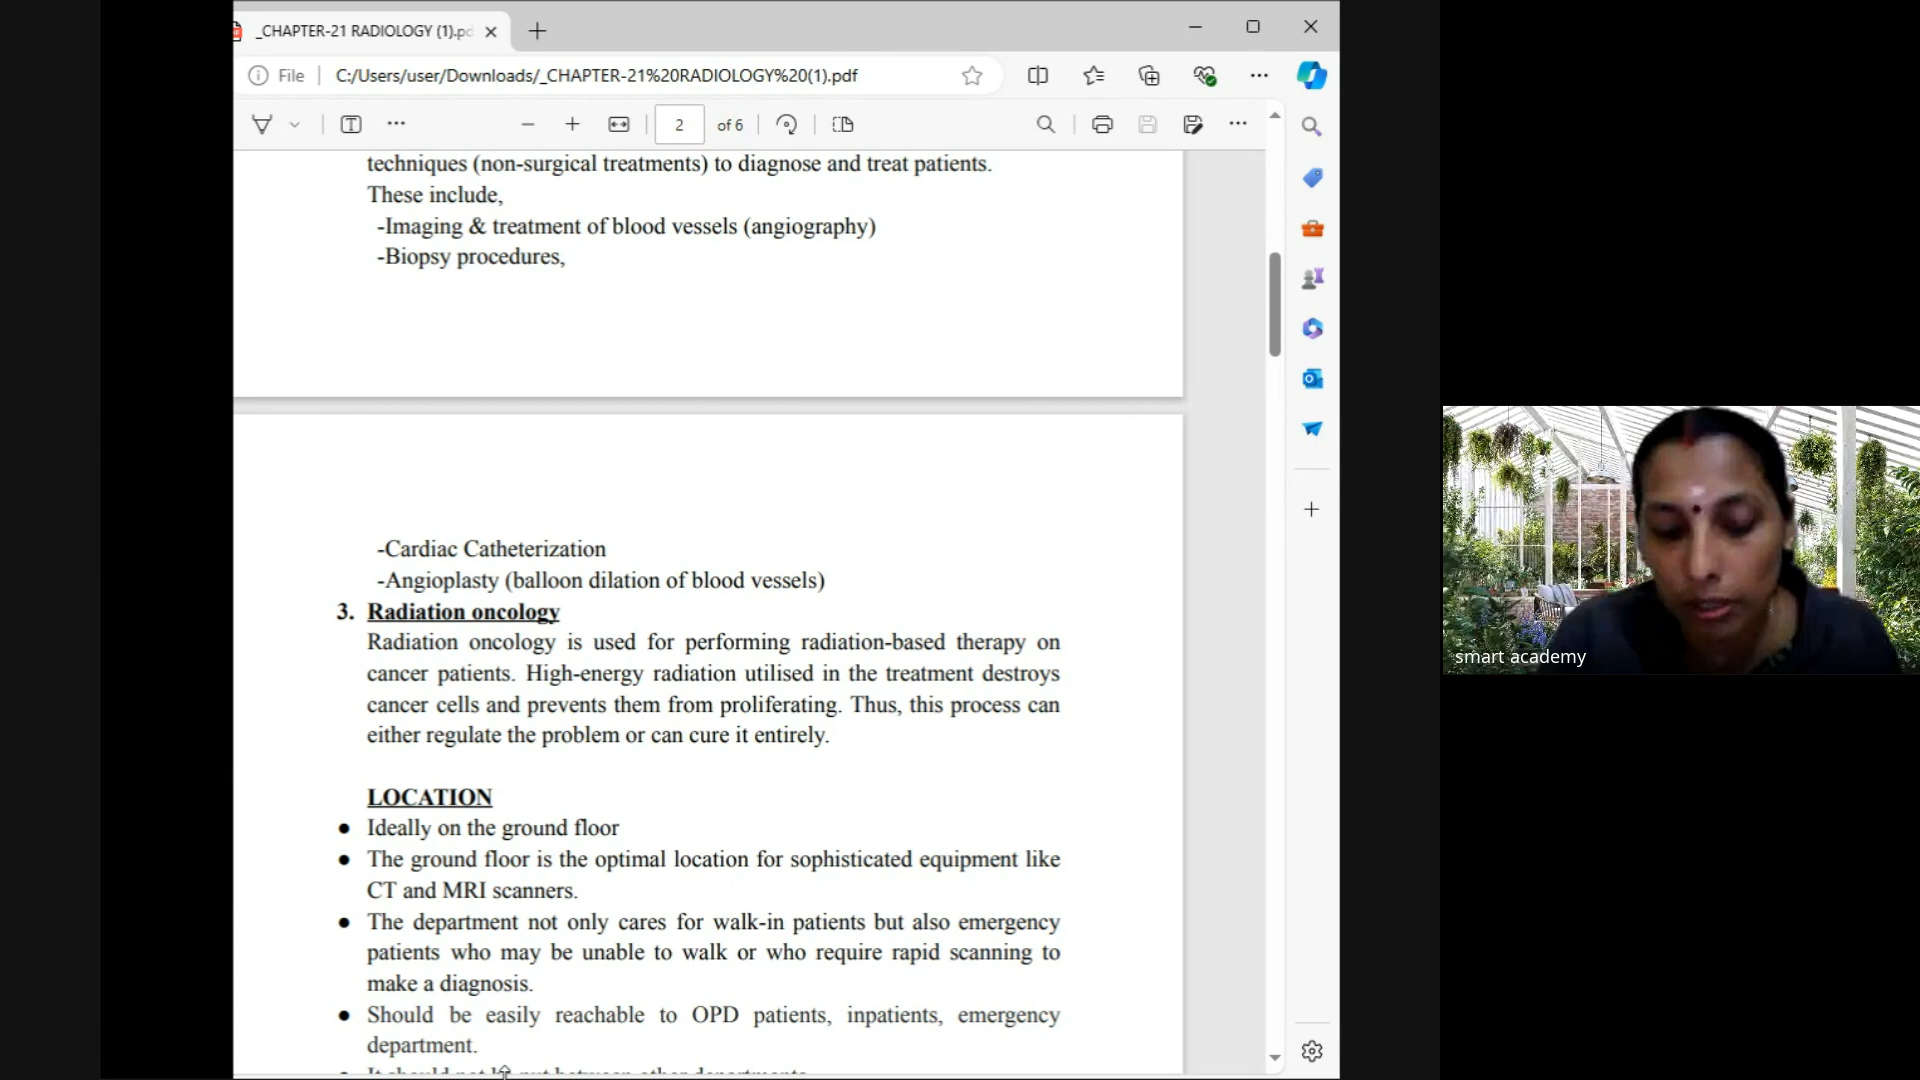 _CHAPTER-21 RADIOLOGY (1).pd
File
C:/Users/user/Downloads/_CHAPTER-21%20RADIOLOGY%20(1).pdf
2 of 6
techniques (non-surgical treatments) to diagnose and treat patients.
These include,
-Imaging & treatment of blood vessels (angiography)
-Biopsy procedures,
-Cardiac Catheterization
-Angioplasty (balloon dilation of blood vessels)
3. Radiation oncology
Radiation oncology is used for performing radiation-based therapy on
cancer patients. High-energy radiation utilised in the treatment destroys
cancer cells and prevents them from proliferating. Thus, this process can
either regulate the problem or can cure it entirely.
LOCATION
● Ideally on the ground floor
● The ground floor is the optimal location for sophisticated equipment like
CT and MRI scanners.
● The department not only cares for walk-in patients but also emergency
patients who may be unable to walk or who require rapid scanning to
make a diagnosis.
● Should be easily reachable to OPD patients, inpatients, emergency
department.
smart academy